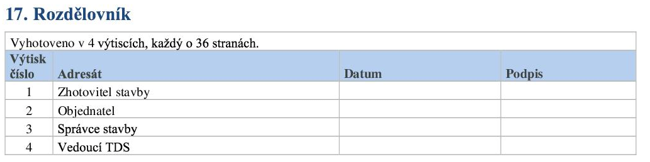 17. Rozdělovník
Vyhotoveno v 4 výtiscích, každý o 36 stranách.
Výtisk
číslo Adresát Datum Podpis
1 Zhotovitel stavby
2 Objednatel
3 Správce stavby
4 Vedoucí TDS